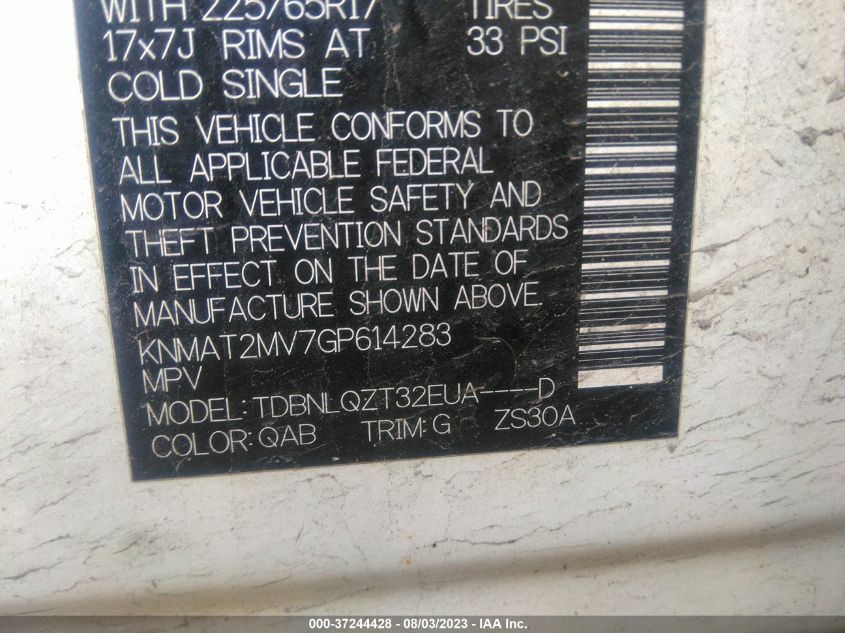 WITH 225/65R17 TIRES
17x7J RIMS AT 33 PSI
COLD SINGLE
THIS VEHICLE CONFORMS TO
ALL APPLICABLE FEDERAL
MOTOR VEHICLE SAFETY AND
THEFT PREVENTION STANDARDS
IN EFFECT ON THE DATE OF
MANUFACTURE SHOWN ABOVE.
KNMAT2MV7GP614283
MPV
MODEL: TDBNLQZT32EUA----D
COLOR: QAB TRIM: G ZS30A
000-37244428 - 08/03/2023 - IAA Inc.